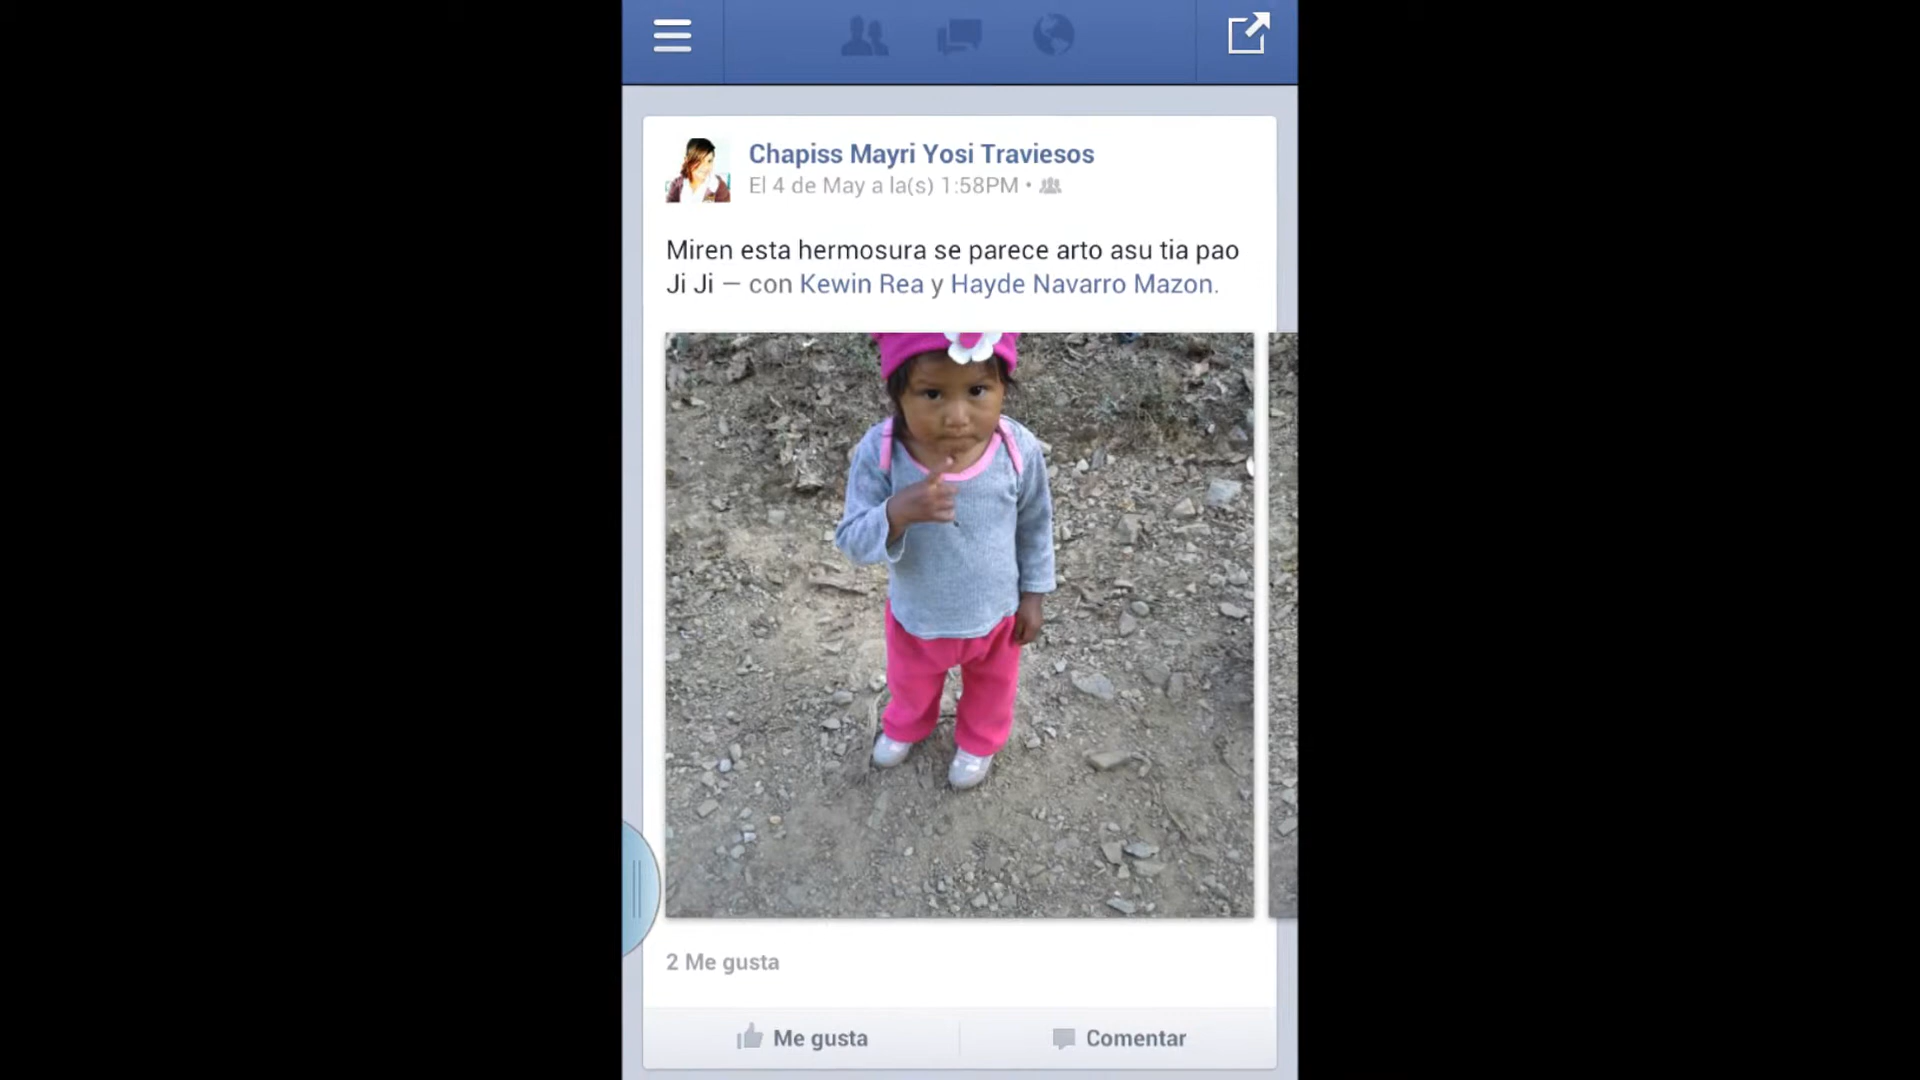 Chapiss Mayri Yosi Traviesos
El 4 de May a la(s) 1:58PM •
Miren esta hermosura se parece arto asu tia pao
Ji Ji — con Kewin Rea y Hayde Navarro Mazon.
2 Me gusta
Me gusta
Comentar